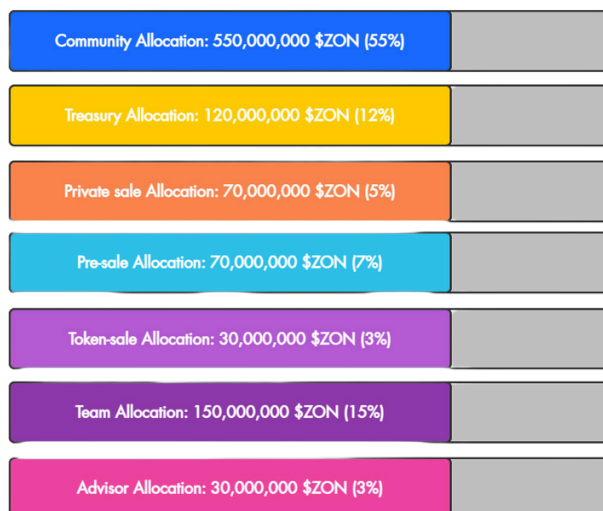 Community Allocation: 550,000,000 $ZON (55%)
Treasury Allocation: 120,000,000 $ZON (12%)
Private sale Allocation: 70,000,000 $ZON (5%)
Pre-sale Allocation: 70,000,000 $ZON (7%)
Token-sale Allocation: 30,000,000 $ZON (3%)
Team Allocation: 150,000,000 $ZON (15%)
Advisor Allocation: 30,000,000 $ZON (3%)